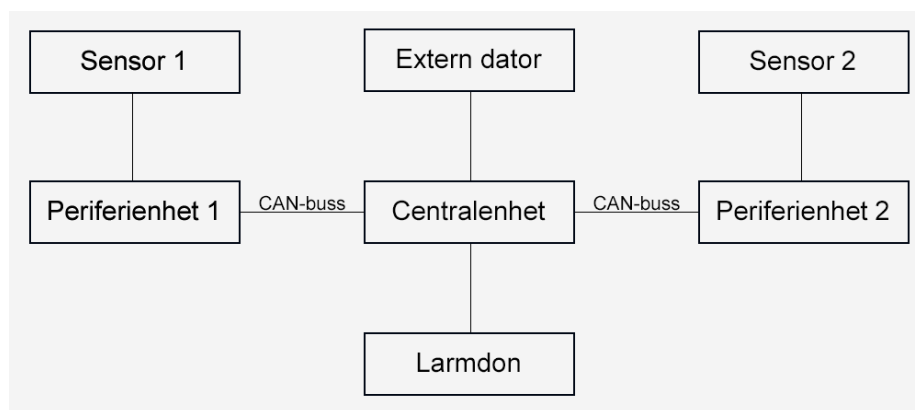 Sensor 1
Extern dator
Sensor 2
Periferienhet 1
CAN-buss
Centralenhet
CAN-buss
Periferienhet 2
Larmdon